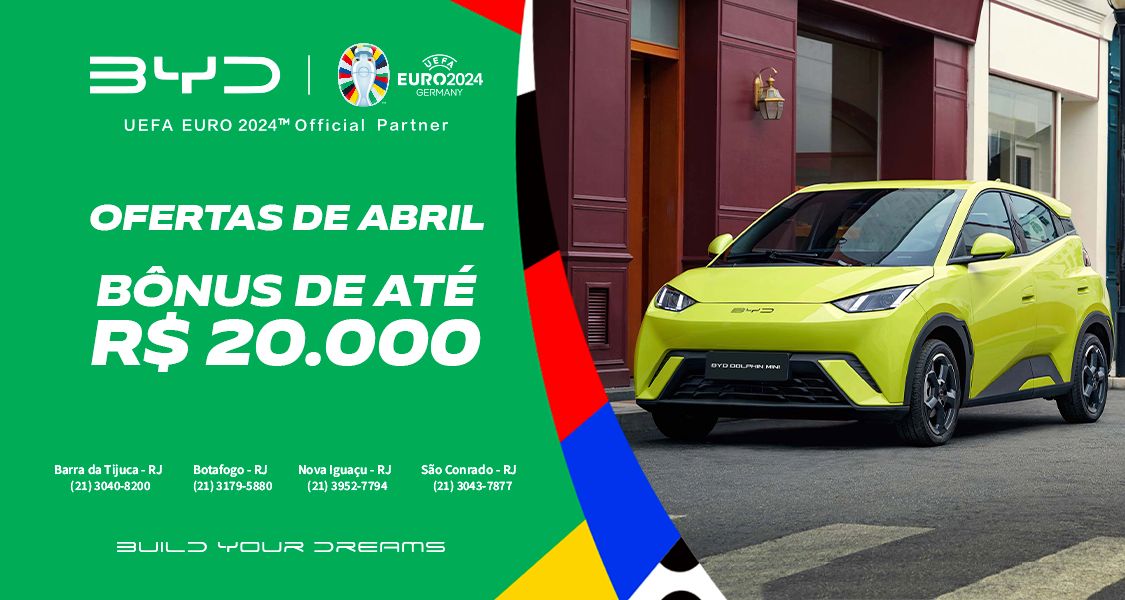 BYD
UEFA
EURO2024
GERMANY
UEFA EURO 2024™ Official Partner
OFERTAS DE ABRIL
BÔNUS DE ATÉ
R$ 20.000
Barra da Tijuca - RJ
(21) 3040-8200
Botafogo - RJ
(21) 3179-5880
Nova Iguaçu - RJ
(21) 3952-7794
São Conrado - RJ
(21) 3043-7877
BUILD YOUR DREAMS
BYD
BYD DOLPHIN MINI